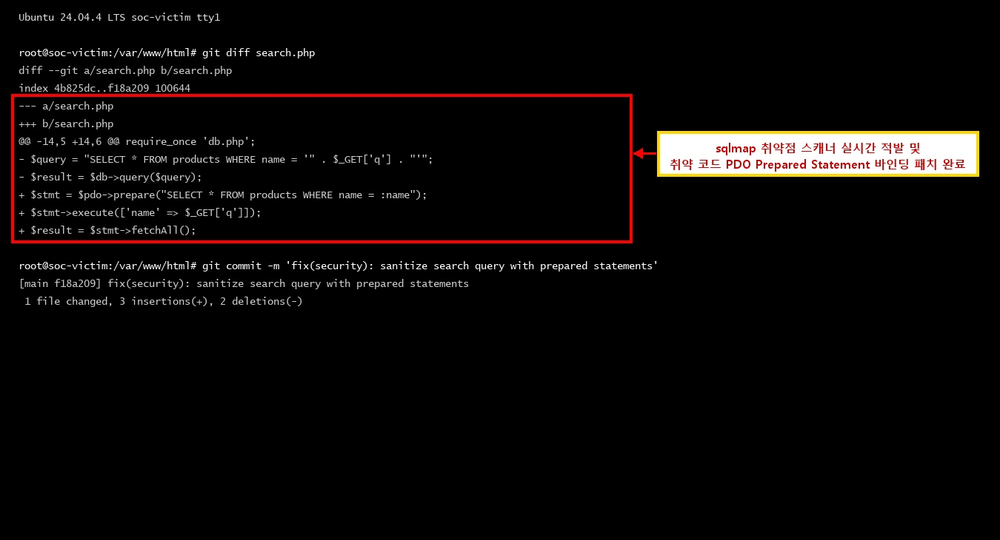 Ubuntu 24.04.4 LTS soc-victim tty1
root@soc-victim:/var/www/html# git diff search.php
diff --git a/search.php b/search.php
index 4b825dc..f18a209 100644
--- a/search.php
+++ b/search.php
@@ -14,5 +14,6 @@ require_once 'db.php';
- $query = "SELECT * FROM products WHERE name = '" . $_GET['q'] . "'";
- $result = $db->query($query);
+ $stmt = $pdo->prepare("SELECT * FROM products WHERE name = :name");
+ $stmt->execute(['name' => $_GET['q']]);
+ $result = $stmt->fetchAll();
sqlmap 취약점 스캐너 실시간 적발 및
취약 코드 PDO Prepared Statement 바인딩 패치 완료
root@soc-victim:/var/www/html# git commit -m 'fix(security): sanitize search query with prepared statements'
[main f18a209] fix(security): sanitize search query with prepared statements
1 file changed, 3 insertions(+), 2 deletions(-)